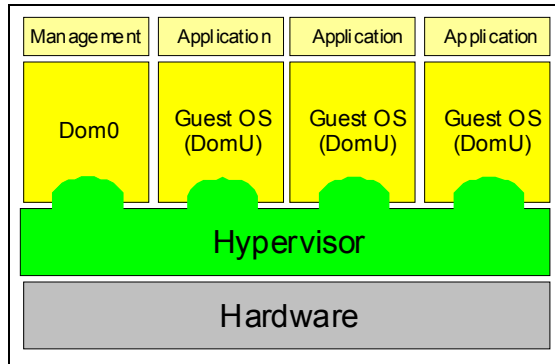 Management
Application
Application
Application
Dom0
Guest OS
(DomU)
Guest OS
(DomU)
Guest OS
(DomU)
Hypervisor
Hardware